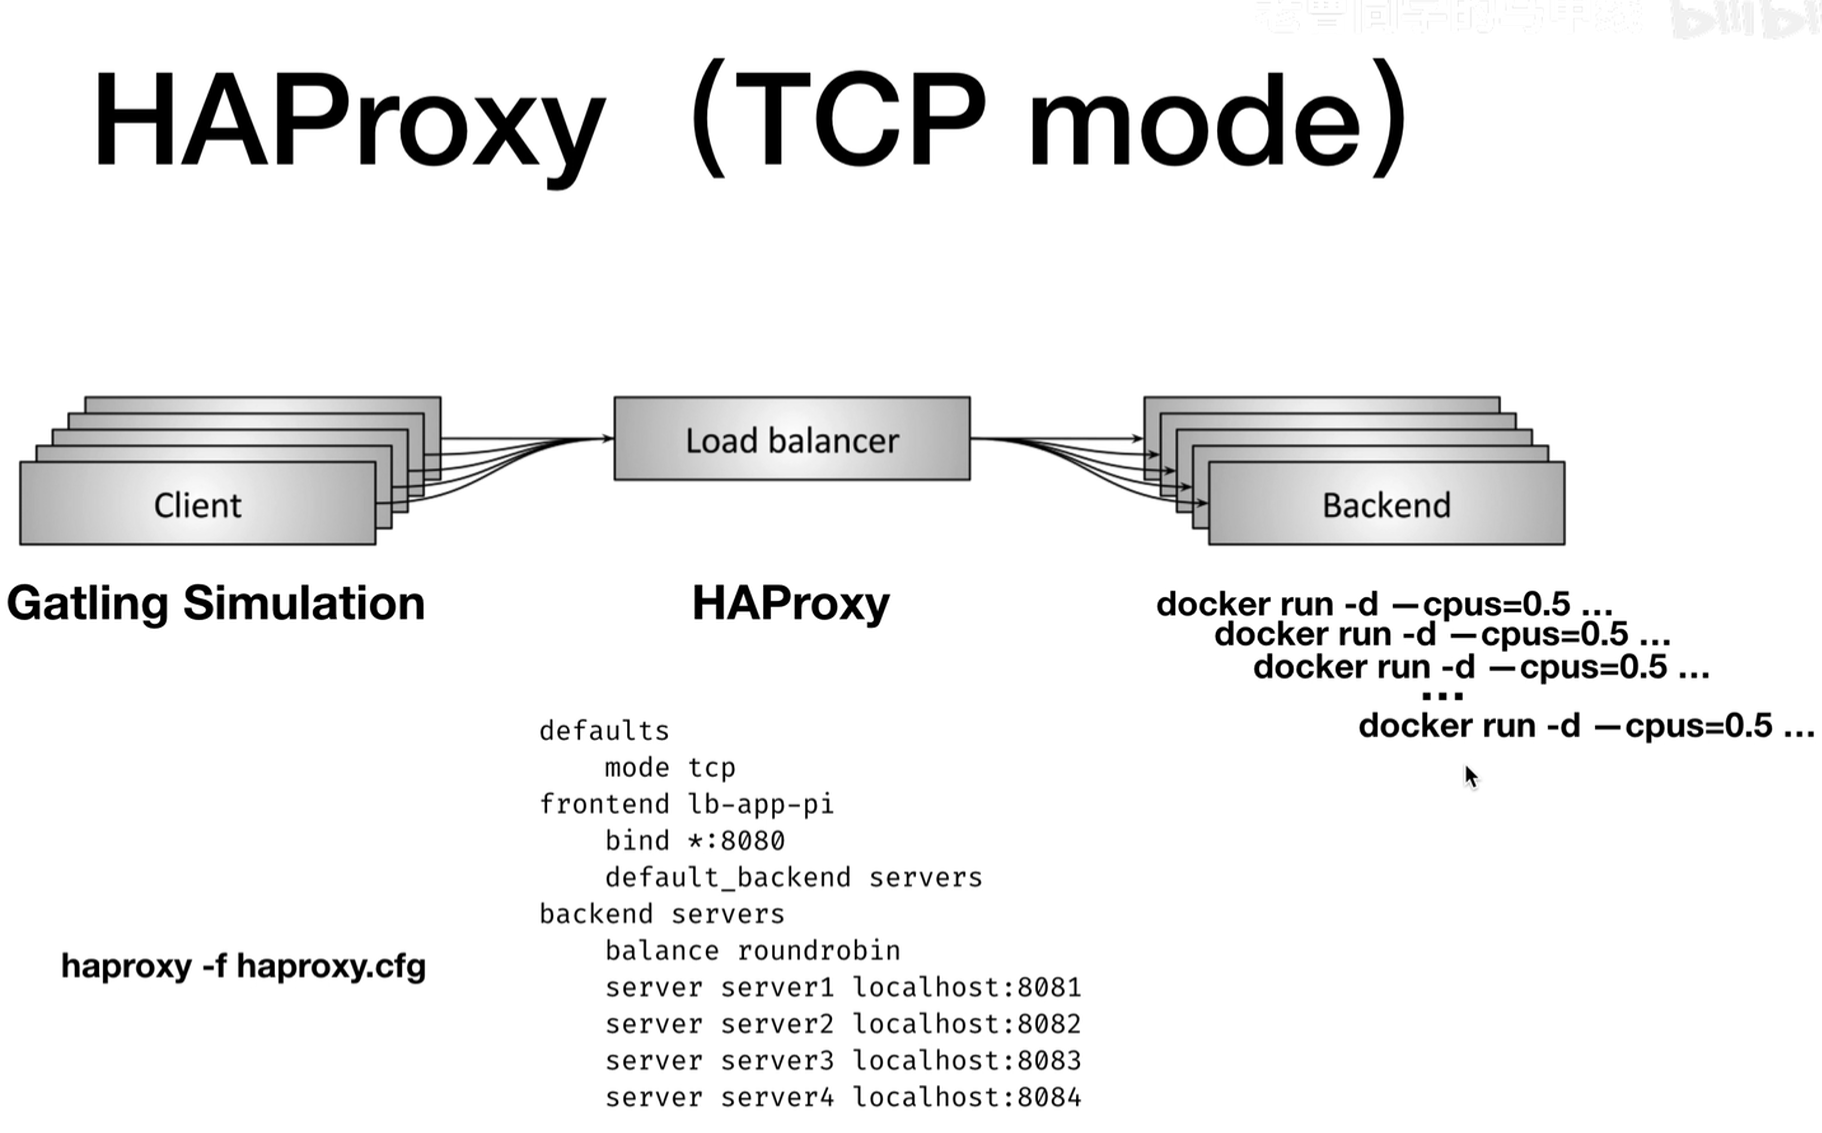 HAProxy（TCP mode）
Client
Load balancer
Backend
Gatling Simulation
HAProxy
docker run -d —cpus=0.5 …
docker run -d —cpus=0.5 …
docker run -d —cpus=0.5 …
…
docker run -d —cpus=0.5 …
haproxy -f haproxy.cfg
defaults
    mode tcp
frontend lb-app-pi
    bind *:8080
    default_backend servers
backend servers
    balance roundrobin
    server server1 localhost:8081
    server server2 localhost:8082
    server server3 localhost:8083
    server server4 localhost:8084